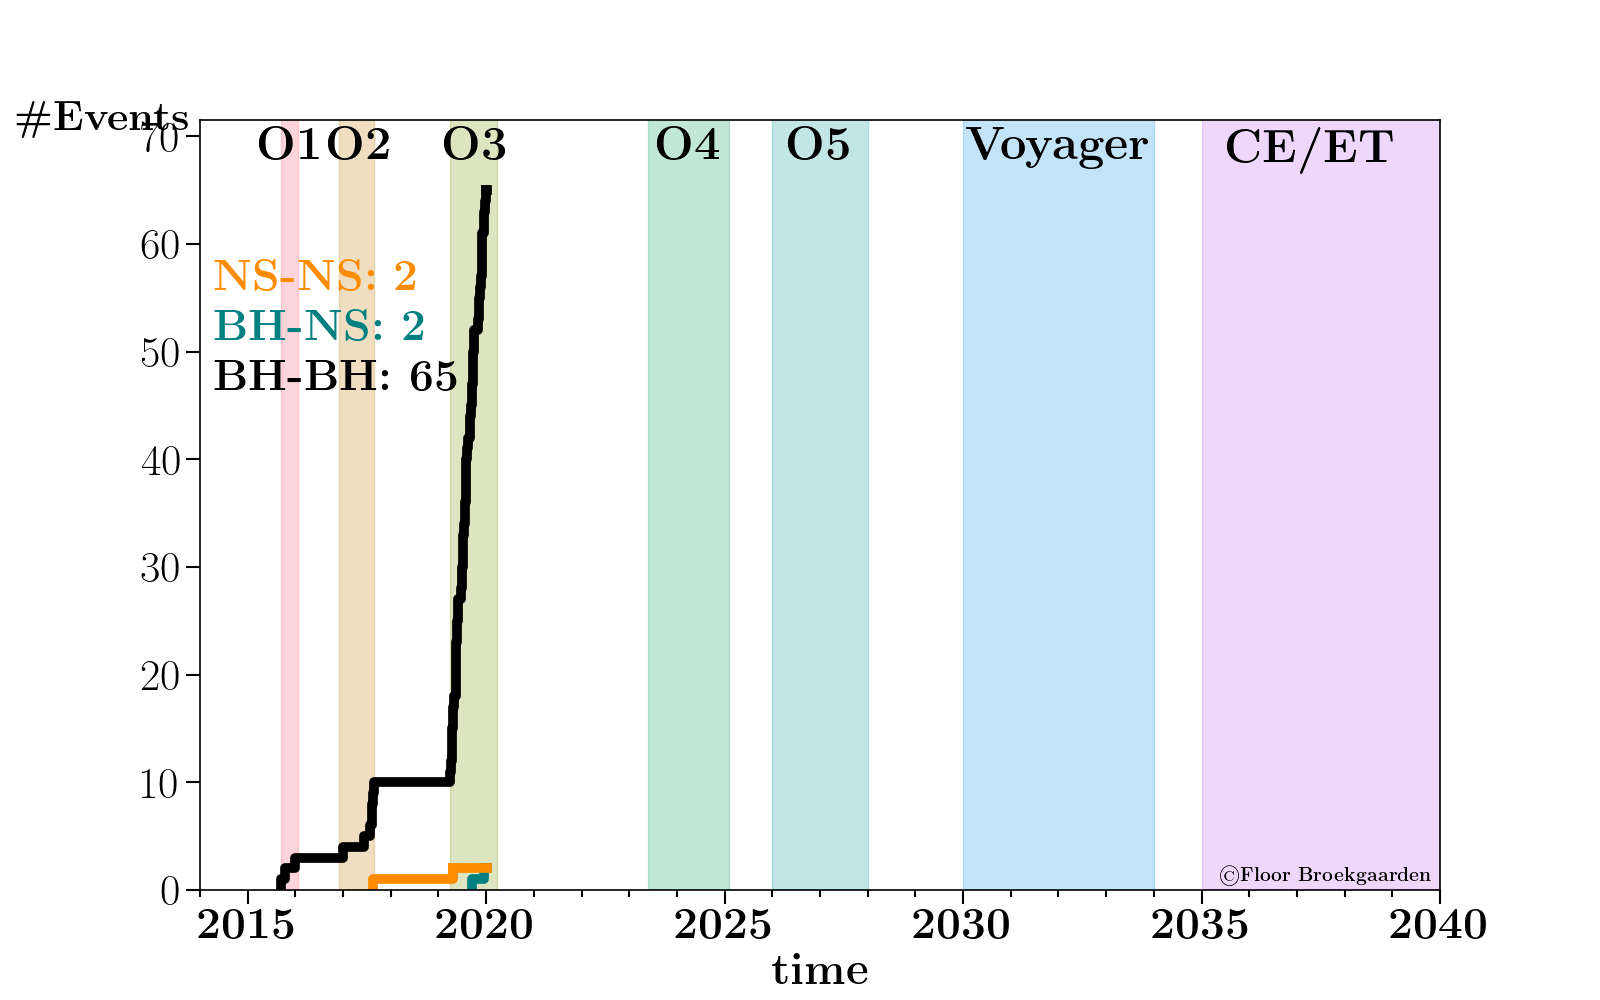 #Events
O1 O2 O3 O4 O5 Voyager CE/ET
70
60
NS-NS: 2
BH-NS: 2
50
BH-BH: 65
40
30
20
10
©Floor Broekgaarden
0
2015 2020 2025 2030 2035 2040
time